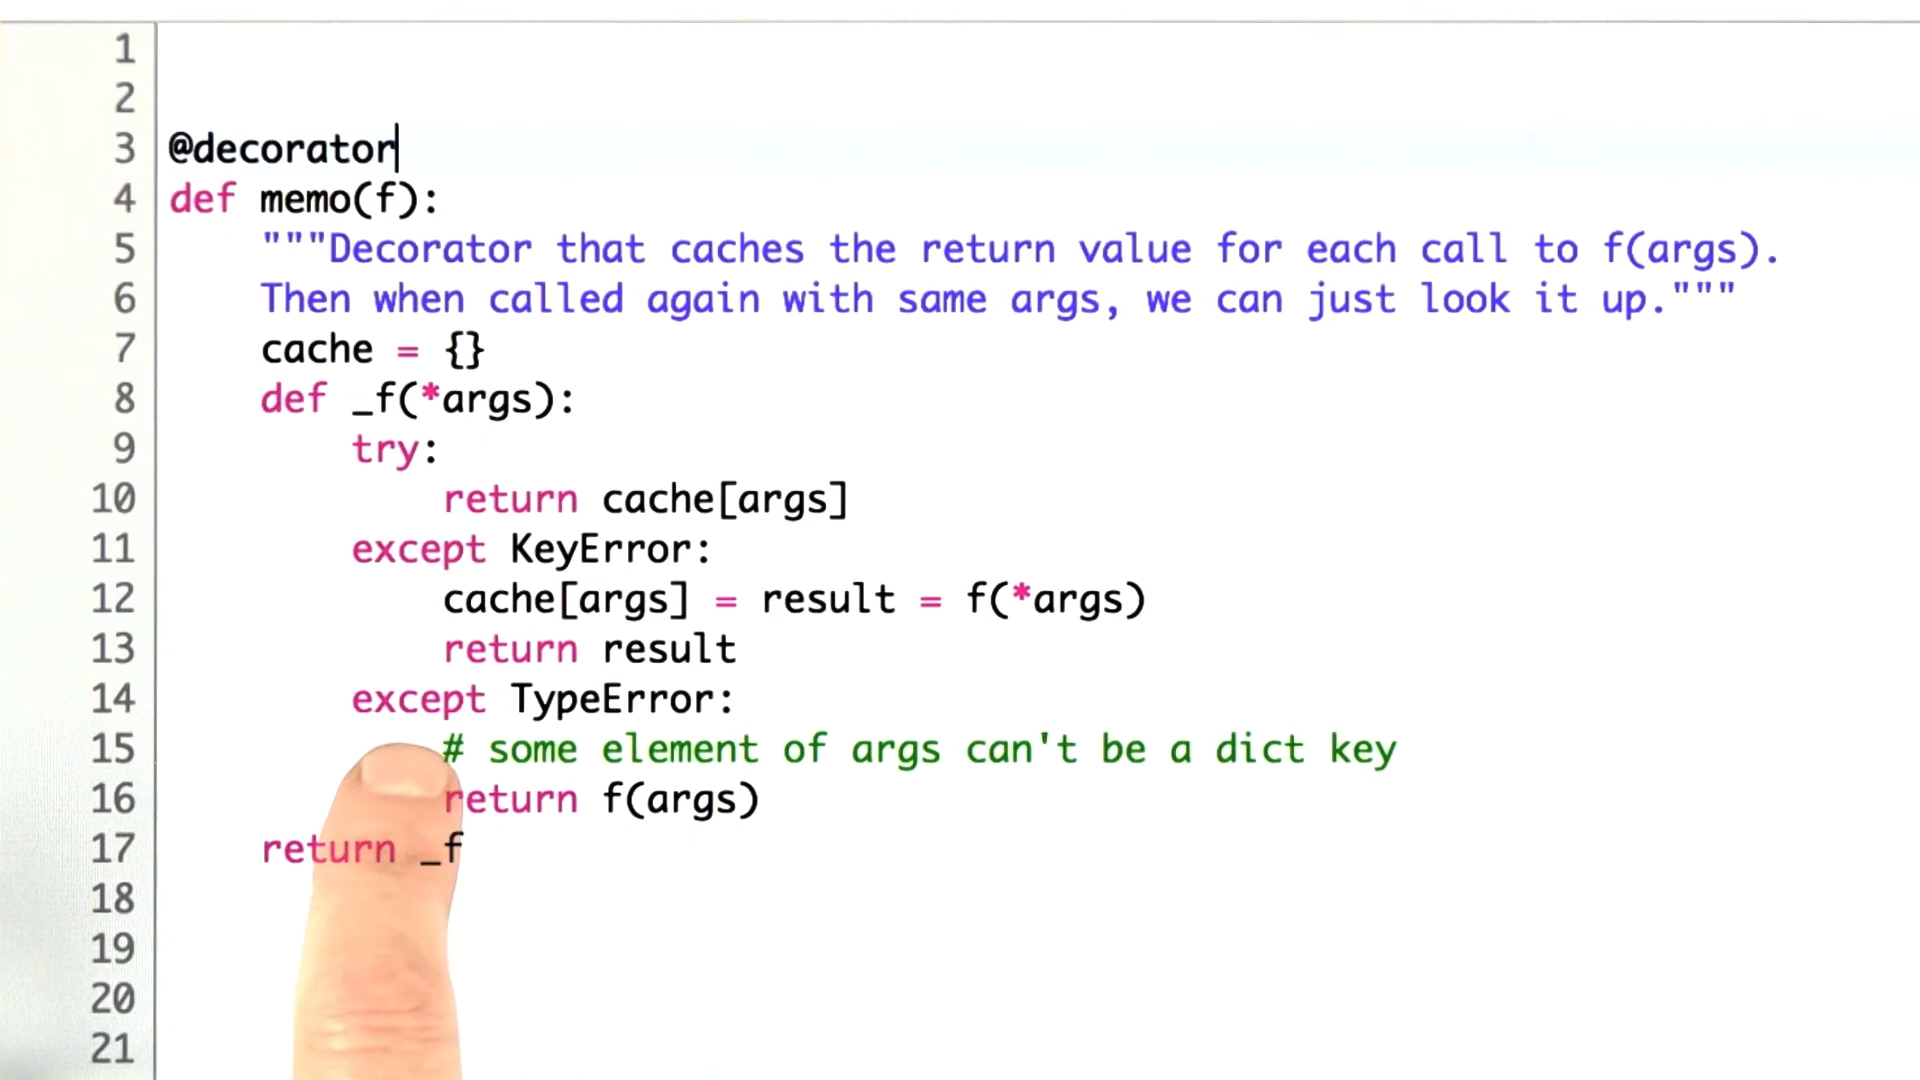 1
2
3 @decorator
4 def memo(f):
5 """Decorator that caches the return value for each call to f(args).
6 Then when called again with same args, we can just look it up."""
7 cache = {}
8 def _f(*args):
9 try:
10 return cache[args]
11 except KeyError:
12 cache[args] = result = f(*args)
13 return result
14 except TypeError:
15 # some element of args can't be a dict key
16 return f(args)
17 return _f
18
19
20
21